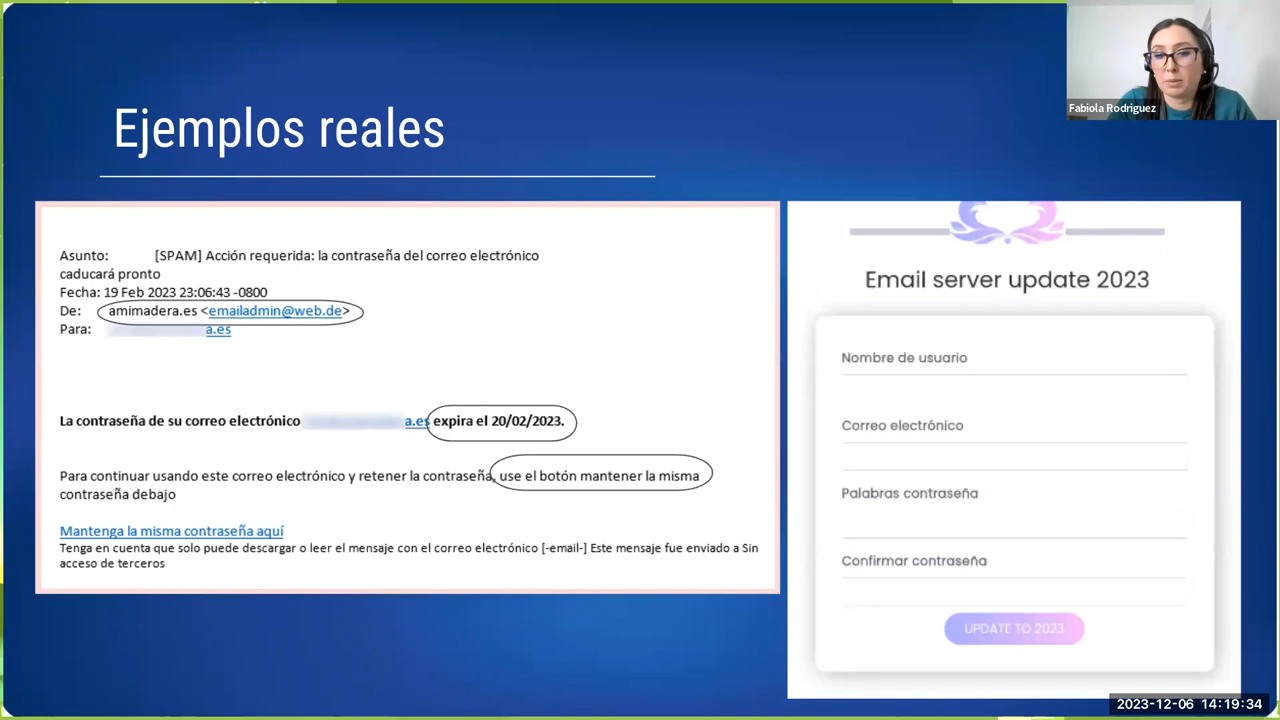 Fabiola Rodriguez
Ejemplos reales
Asunto: [SPAM] Acción requerida: la contraseña del correo electrónico
caducará pronto
Fecha: 19 Feb 2023 23:06:43 -0800
De: amimadera.es <emailadmin@web.de>
Para: a.es
La contraseña de su correo electrónico a.es expira el 20/02/2023.
Para continuar usando este correo electrónico y retener la contraseña, use el botón mantener la misma
contraseña debajo
Mantenga la misma contraseña aquí
Tenga en cuenta que solo puede descargar o leer el mensaje con el correo electrónico [-email-] Este mensaje fue enviado a Sin
acceso de terceros
Email server update 2023
Nombre de usuario
Correo electrónico
Palabras contraseña
Confirmar contraseña
UPDATE TO 2023
2023-12-06 14:19:34